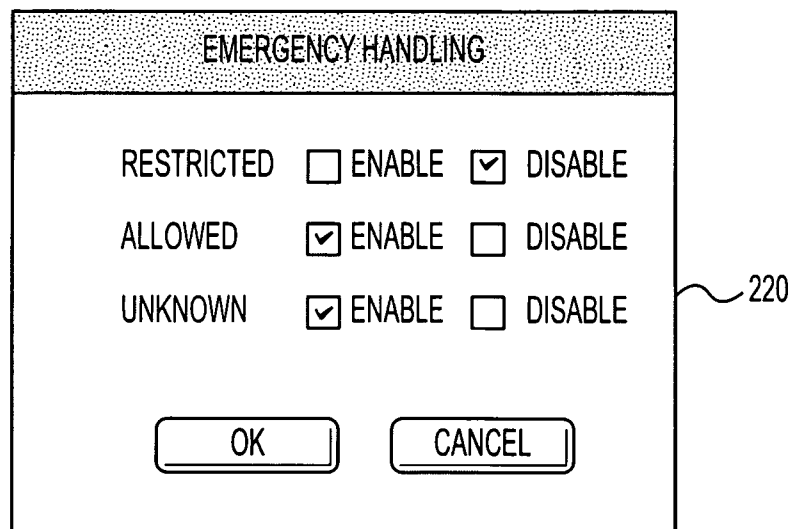 EMERGENCY HANDLING
RESTRICTED ENABLE DISABLE
ALLOWED ENABLE DISABLE
UNKNOWN ENABLE DISABLE
220
OK CANCEL